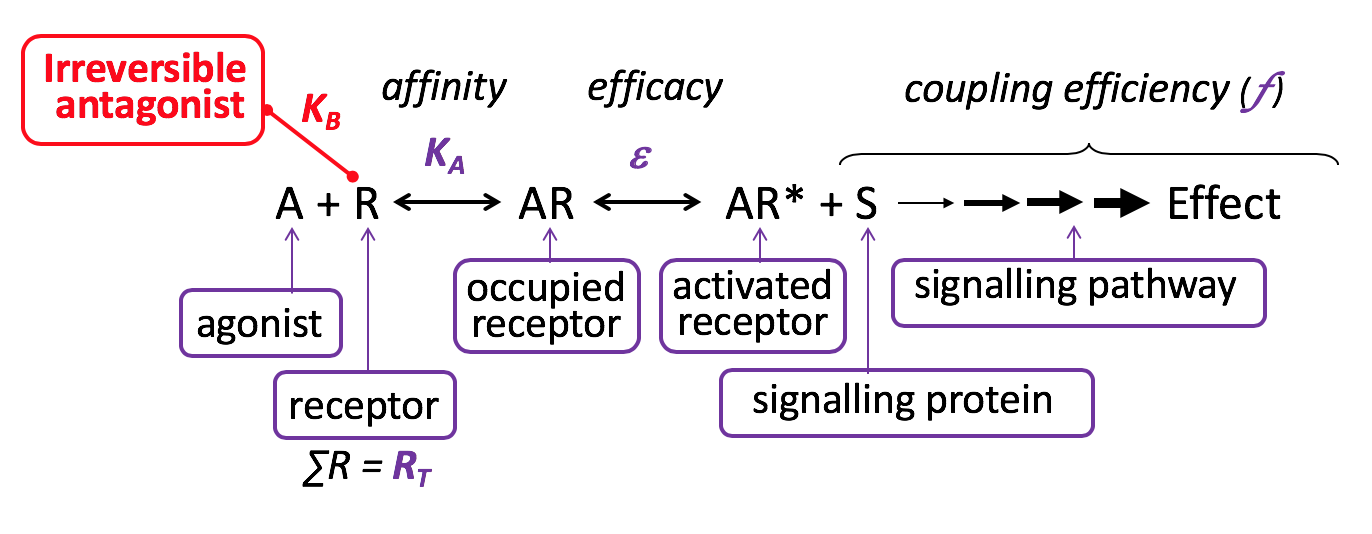 Irreversible
antagonist
K_B
affinity
efficacy
coupling efficiency (f)
K_A
ε
A + R ⟷ AR ⟷ AR* + S → → → → Effect
agonist
receptor
∑R = R_T
occupied
receptor
activated
receptor
signalling protein
signalling pathway